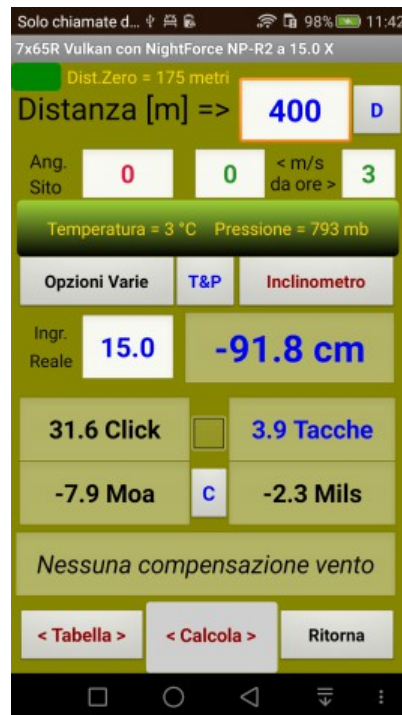 Solo chiamate d... 98% 11:42
7x65R Vulkan con NightForce NP-R2 a 15.0 X
Dist.Zero = 175 metri
Distanza [m] => 400 D
Ang. Sito 0 0 < m/s da ore > 3
Temperatura = 3 °C Pressione = 793 mb
Opzioni Varie T&P Inclinometro
Ingr. Reale 15.0 -91.8 cm
31.6 Click 3.9 Tacche
-7.9 Moa C -2.3 Mils
Nessuna compensazione vento
< Tabella > < Calcola > Ritorna